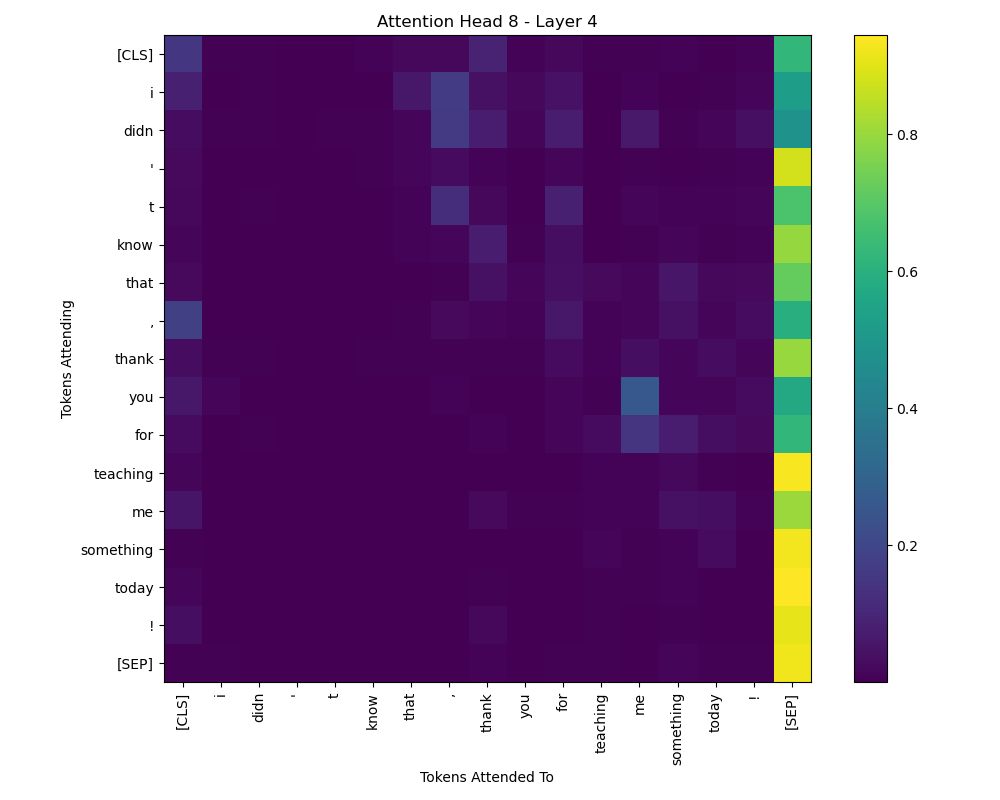 Attention Head 8 - Layer 4
[CLS]
i
didn
'
t
know
that
,
thank
you
for
teaching
me
something
today
!
[SEP]
Tokens Attending
[CLS]
i
didn
'
t
know
that
,
thank
you
for
teaching
me
something
today
!
[SEP]
Tokens Attended To
0.8
0.6
0.4
0.2